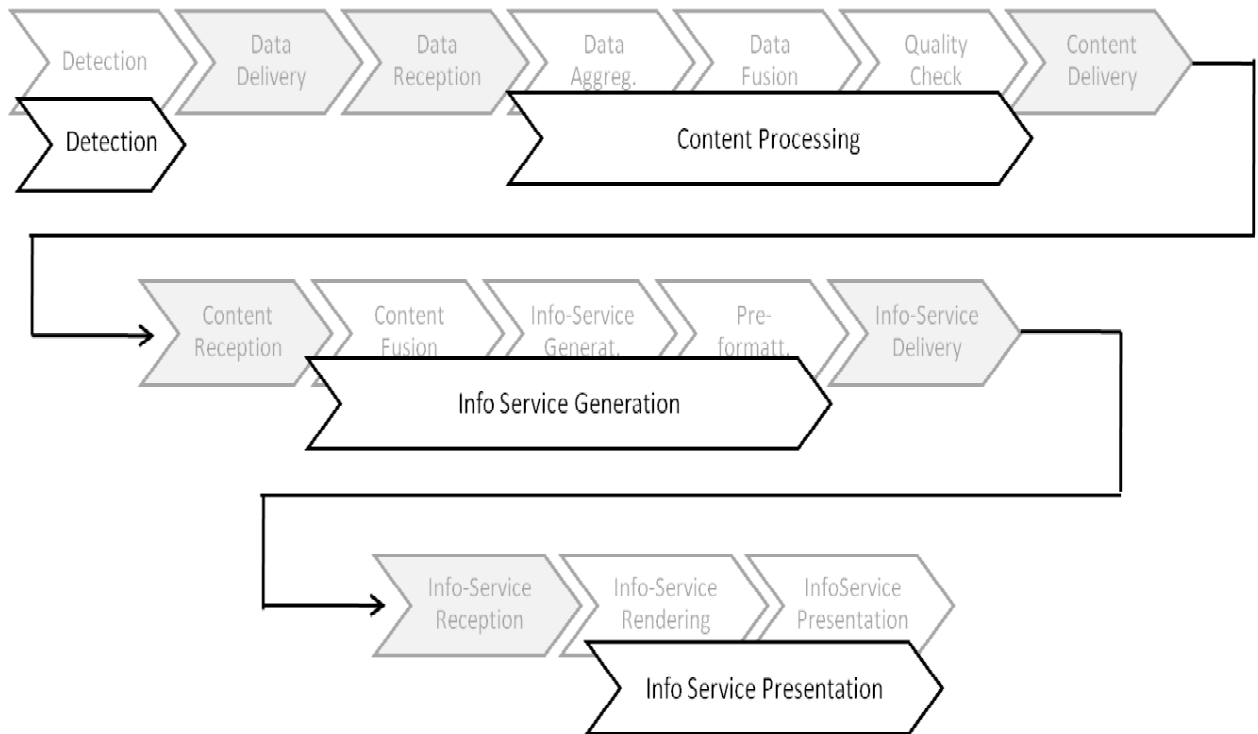 Detection
Data
Delivery
Data
Reception
Data
Aggreg.
Data
Fusion
Quality
Check
Content
Delivery
Detection
Content Processing
Content
Reception
Content
Fusion
Info-Service
Generat.
Pre-
formatt.
Info-Service
Delivery
Info Service Generation
Info-Service
Reception
Info-Service
Rendering
InfoService
Presentation
Info Service Presentation